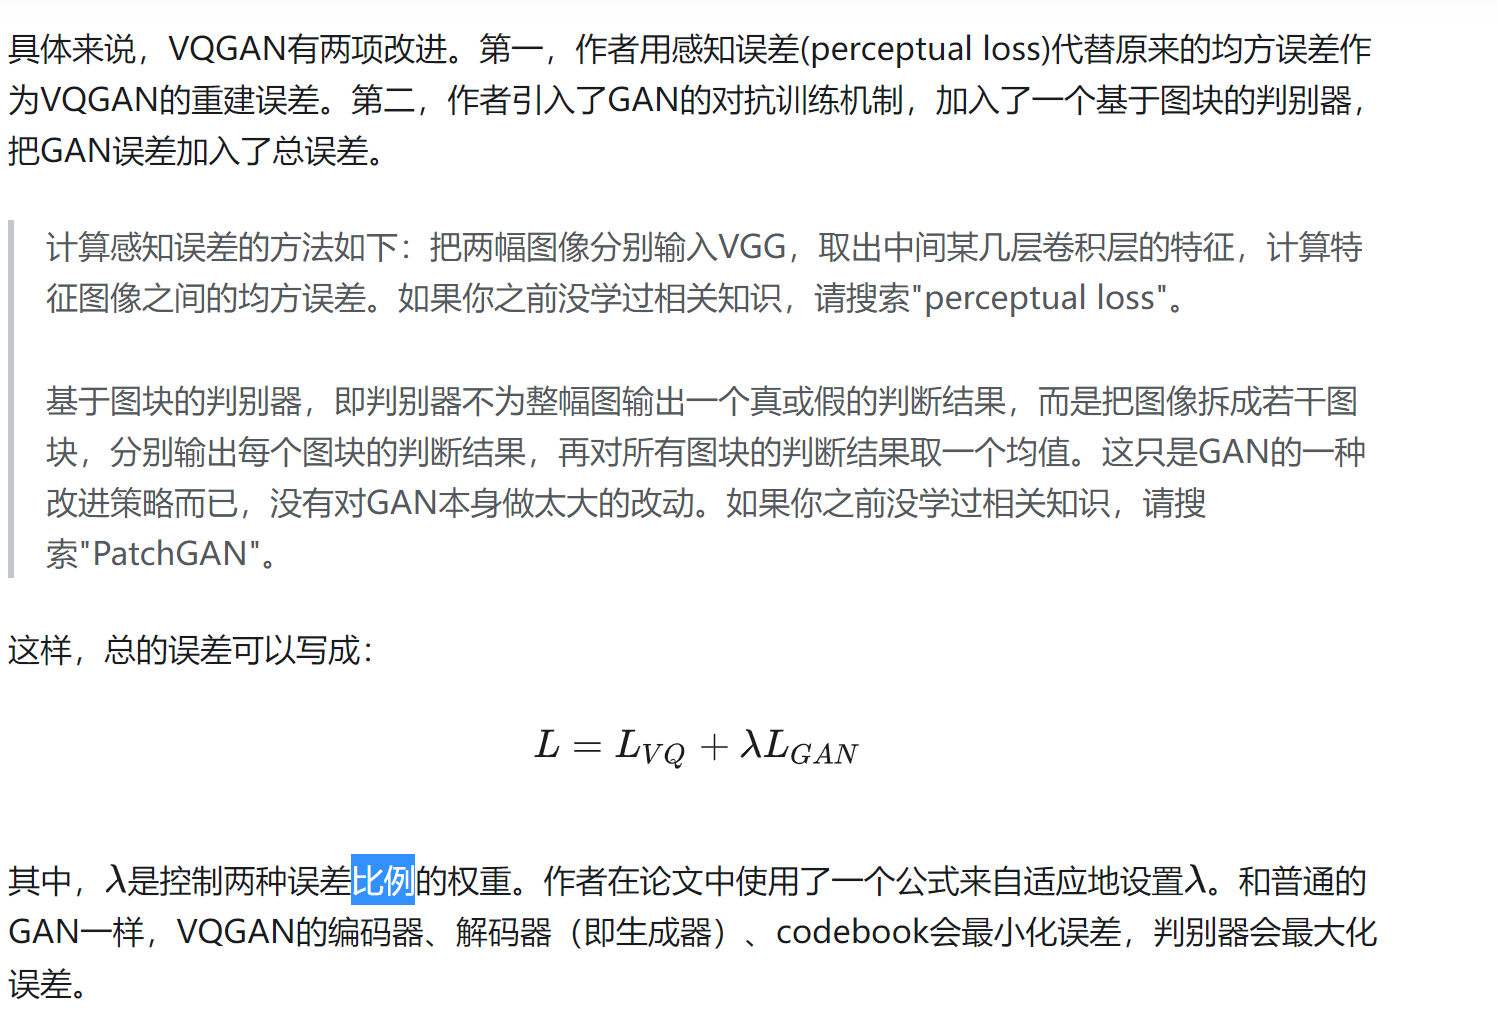 具体来说，VQGAN有两项改进。第一，作者用感知误差(perceptual loss)代替原来的均方误差作
为VQGAN的重建误差。第二，作者引入了GAN的对抗训练机制，加入了一个基于图块的判别器，
把GAN误差加入了总误差。
计算感知误差的方法如下：把两幅图像分别输入VGG，取出中间某几层卷积层的特征，计算特
征图像之间的均方误差。如果你之前没学过相关知识，请搜索"perceptual loss"。
基于图块的判别器，即判别器不为整幅图输出一个真或假的判断结果，而是把图像拆成若干图
块，分别输出每个图块的判断结果，再对所有图块的判断结果取一个均值。这只是GAN的一种
改进策略而已，没有对GAN本身做太大的改动。如果你之前没学过相关知识，请搜
索"PatchGAN"。
这样，总的误差可以写成：
L = L_{VQ} + λL_{GAN}
其中，λ是控制两种误差比例的权重。作者在论文中使用了一个公式来自适应地设置λ。和普通的
GAN一样，VQGAN的编码器、解码器（即生成器）、codebook会最小化误差，判别器会最大化
误差。